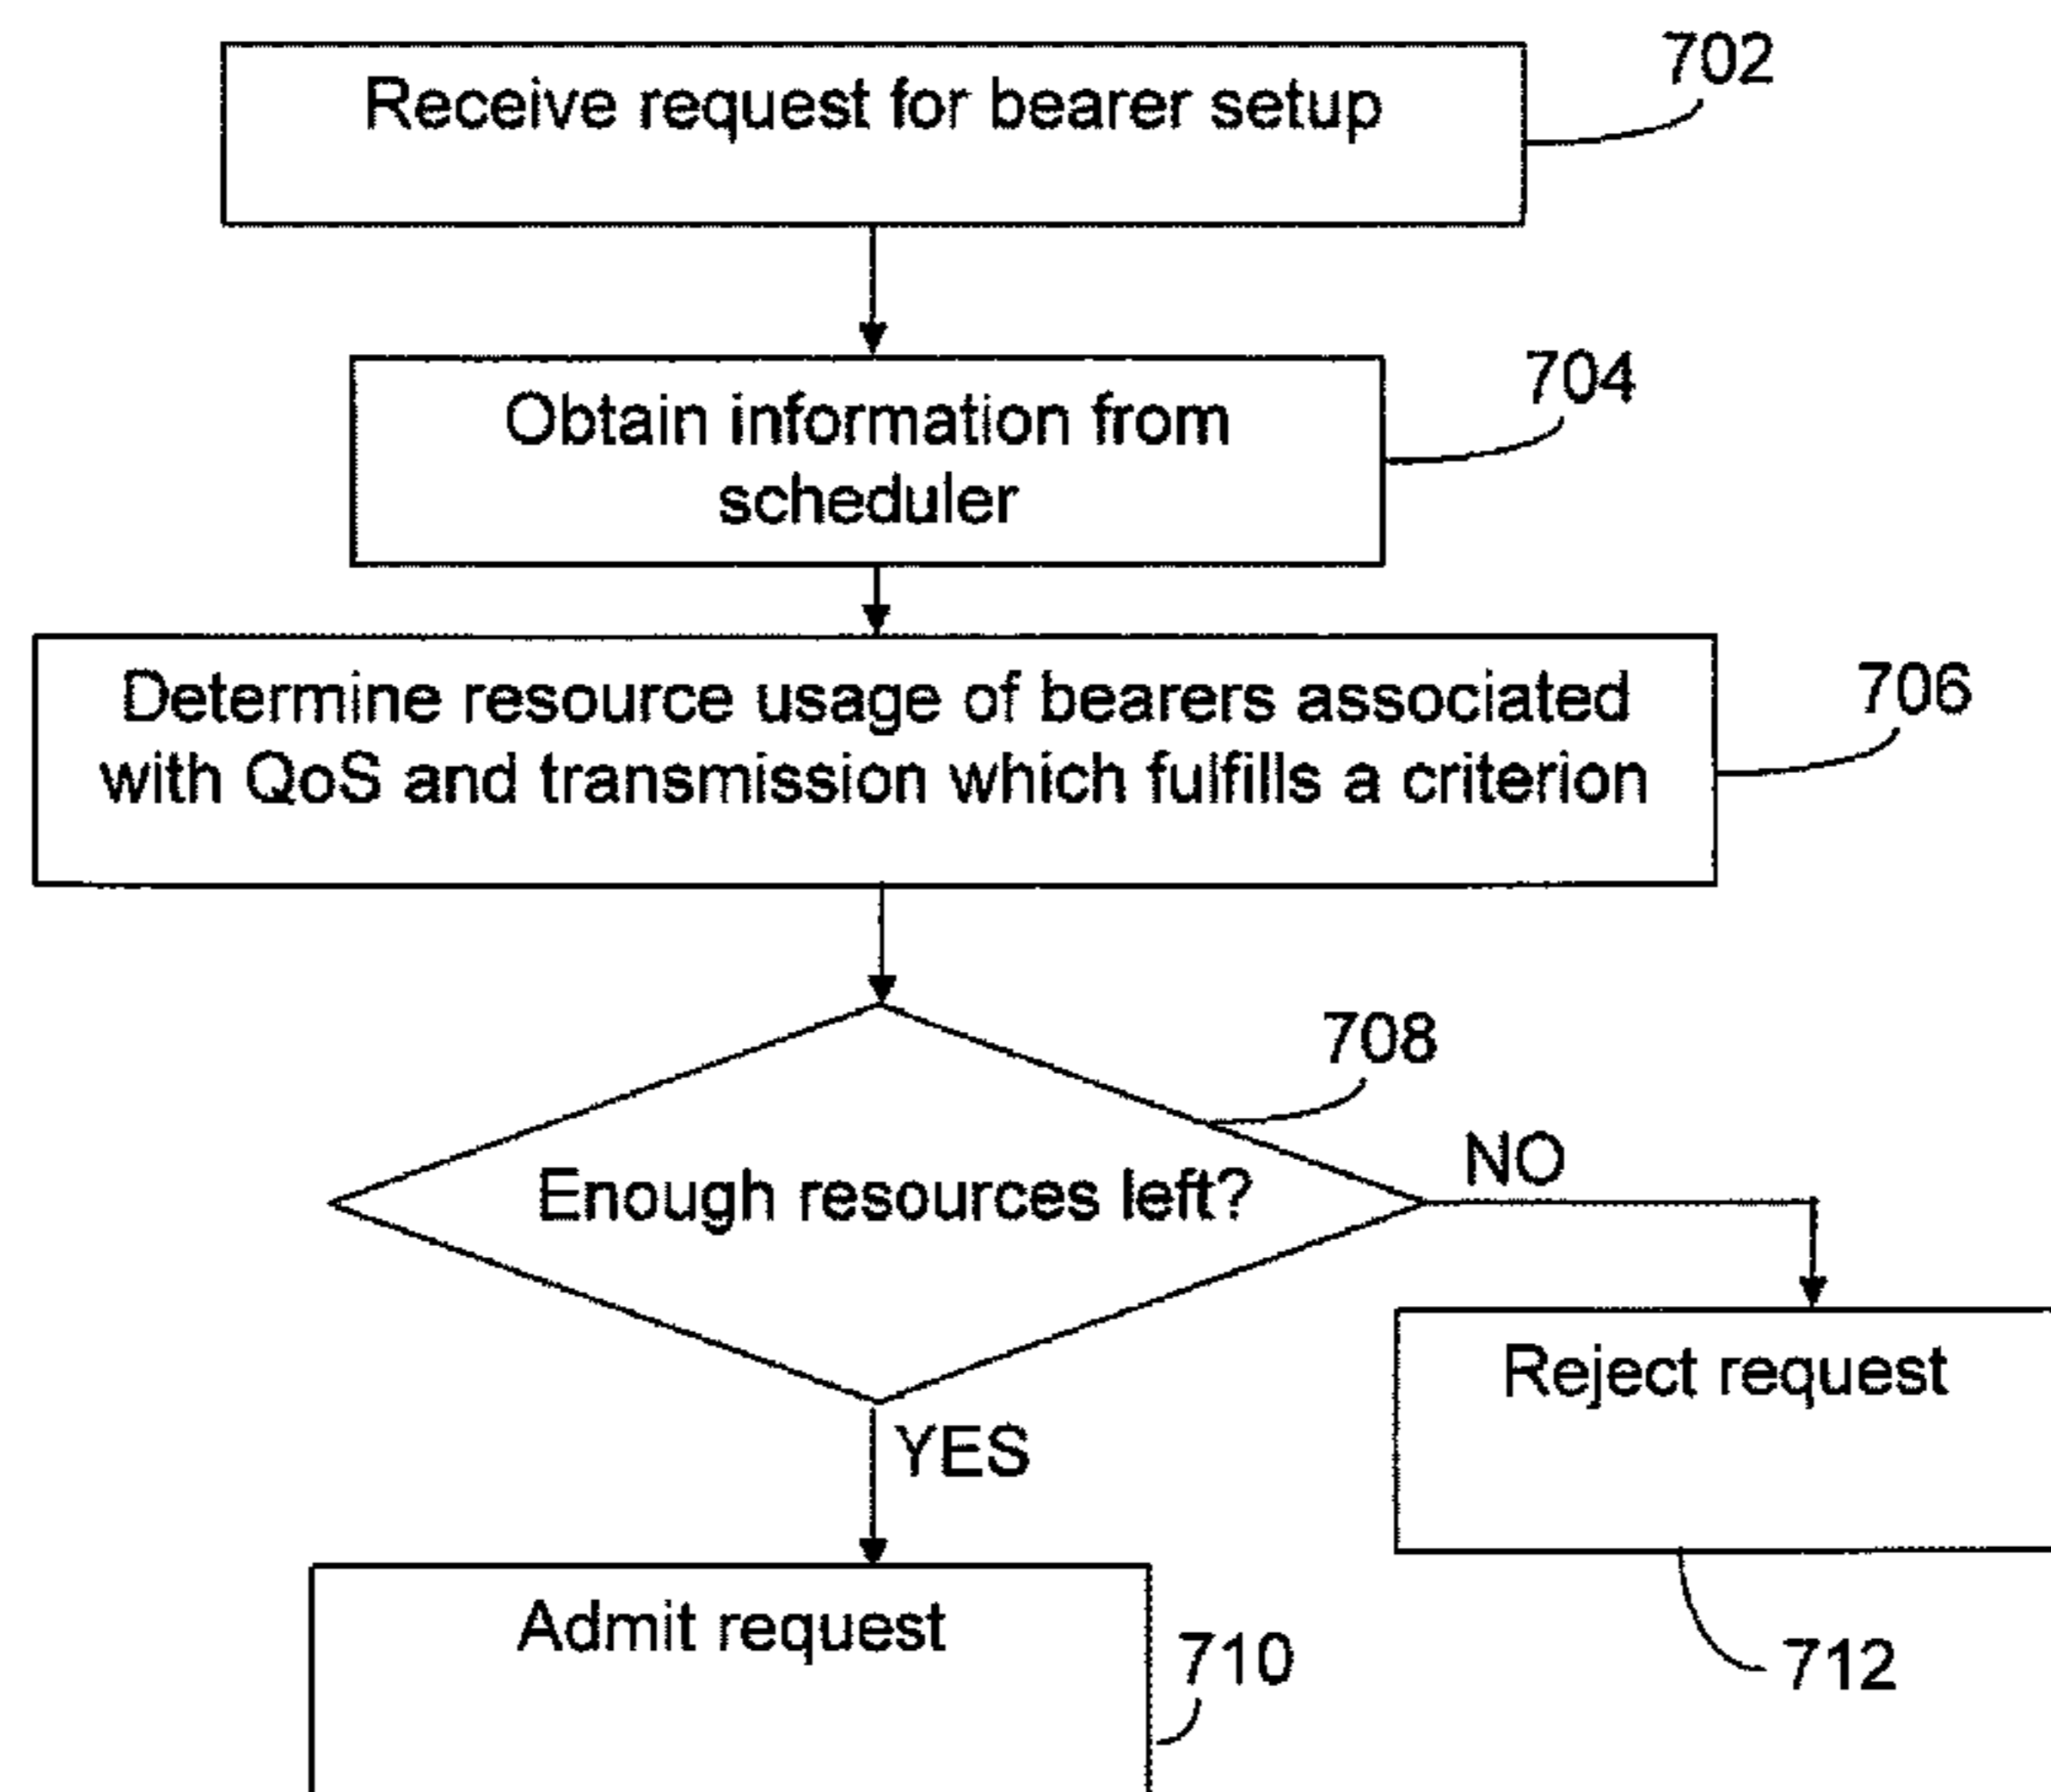 Receive request for bearer setup
702
Obtain information from
scheduler
704
Determine resource usage of bearers associated
with QoS and transmission which fulfills a criterion
706
708
Enough resources left?
NO
Reject request
YES
Admit request
710
712